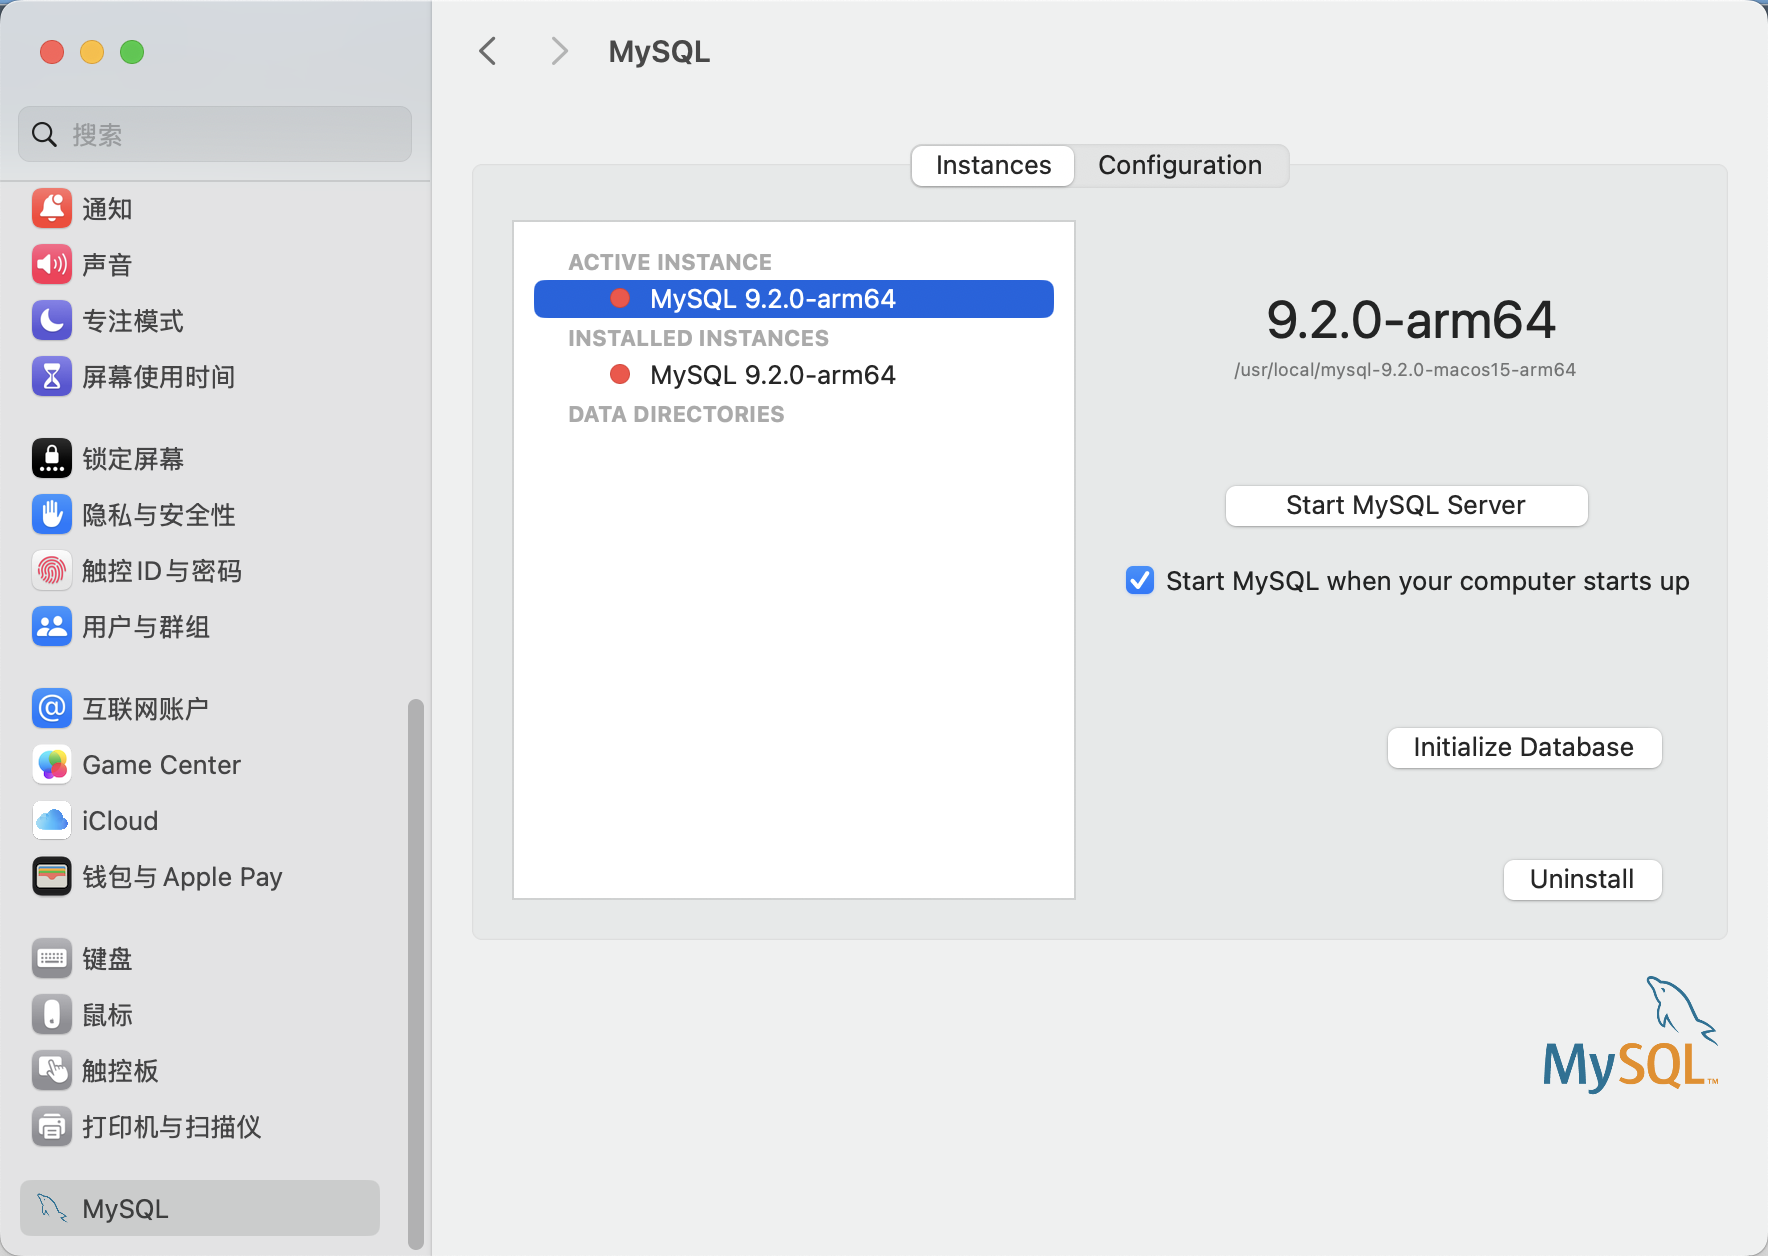 搜索
通知
声音
专注模式
屏幕使用时间
锁定屏幕
隐私与安全性
触控 ID 与密码
用户与群组
互联网账户
Game Center
iCloud
钱包与 Apple Pay
键盘
鼠标
触控板
打印机与扫描仪
MySQL
MySQL
Instances
Configuration
ACTIVE INSTANCE
MySQL 9.2.0-arm64
INSTALLED INSTANCES
MySQL 9.2.0-arm64
DATA DIRECTORIES
9.2.0-arm64
/usr/local/mysql-9.2.0-macos15-arm64
Start MySQL Server
Start MySQL when your computer starts up
Initialize Database
Uninstall
MySQL™